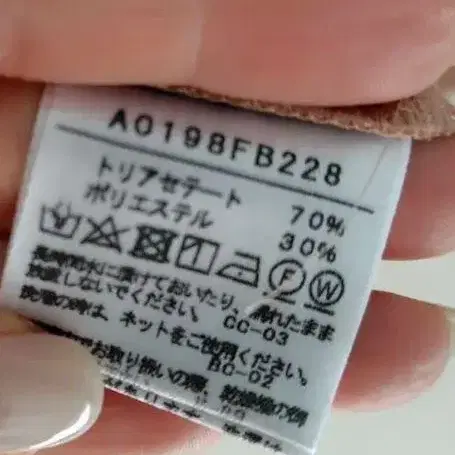 A0198FB228
トリアセテート 70%
ポリエステル 30%
F W
長時間水に漬けておいたり、濡れたまま
放置しないでください。 CC-03
洗濯の時は、ネットをご使用ください。
BC-02
お取り扱いの際、